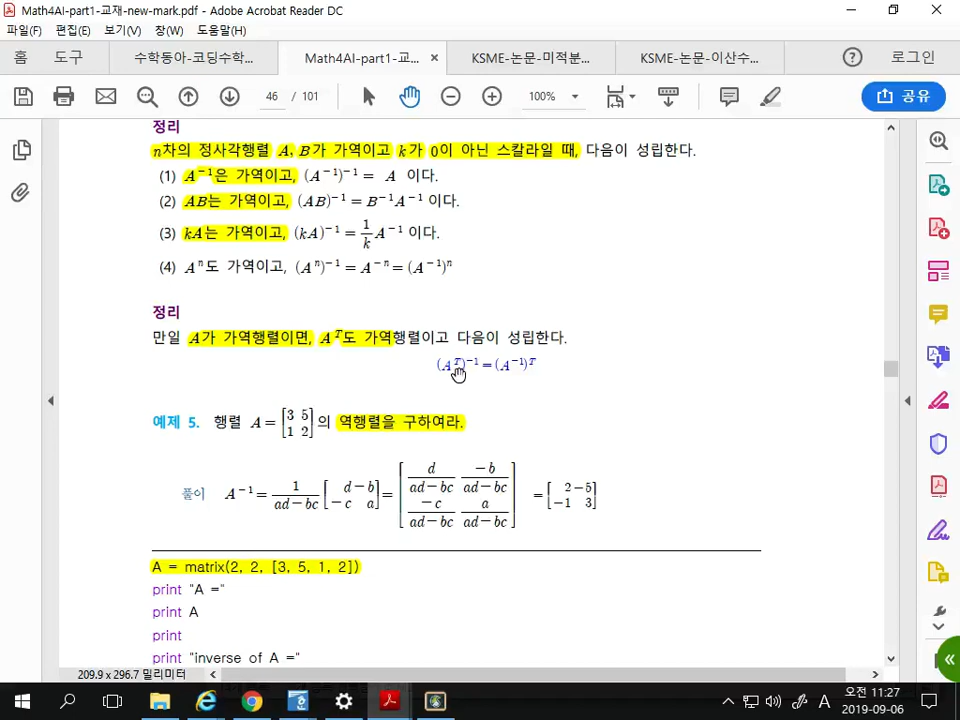 Math4AI-part1-교재-new-mark.pdf - Adobe Acrobat Reader DC
파일(F) 편집(E) 보기(V) 창(W) 도움말(H)
홈 도구 수학동아-코딩수학... Math4AI-part1-교... × KSME-논문-미적분... KSME-논문-이산수... 로그인
46 / 101 100% 공유
정리
n차의 정사각행렬 A, B가 가역이고 k가 0이 아닌 스칼라일 때, 다음이 성립한다.
(1) A⁻¹은 가역이고, (A⁻¹)⁻¹ = A 이다.
(2) AB는 가역이고, (AB)⁻¹ = B⁻¹A⁻¹ 이다.
(3) kA는 가역이고, (kA)⁻¹ = 1/k A⁻¹ 이다.
(4) Aⁿ도 가역이고, (Aⁿ)⁻¹ = A⁻ⁿ = (A⁻¹)ⁿ
정리
만일 A가 가역행렬이면, Aᵀ도 가역행렬이고 다음이 성립한다.
(Aᵀ)⁻¹ = (A⁻¹)ᵀ
예제 5. 행렬 A = [3 5; 1 2] 의 역행렬을 구하여라.
풀이 A⁻¹ = 1/(ad−bc) [d −b; −c a] = [d/(ad−bc) −b/(ad−bc); −c/(ad−bc) a/(ad−bc)] = [2 −5; −1 3]
A = matrix(2, 2, [3, 5, 1, 2])
print "A ="
print A
print
print "inverse of A ="
209.9 x 296.7 밀리미터
A 오전 11:27
2019-09-06